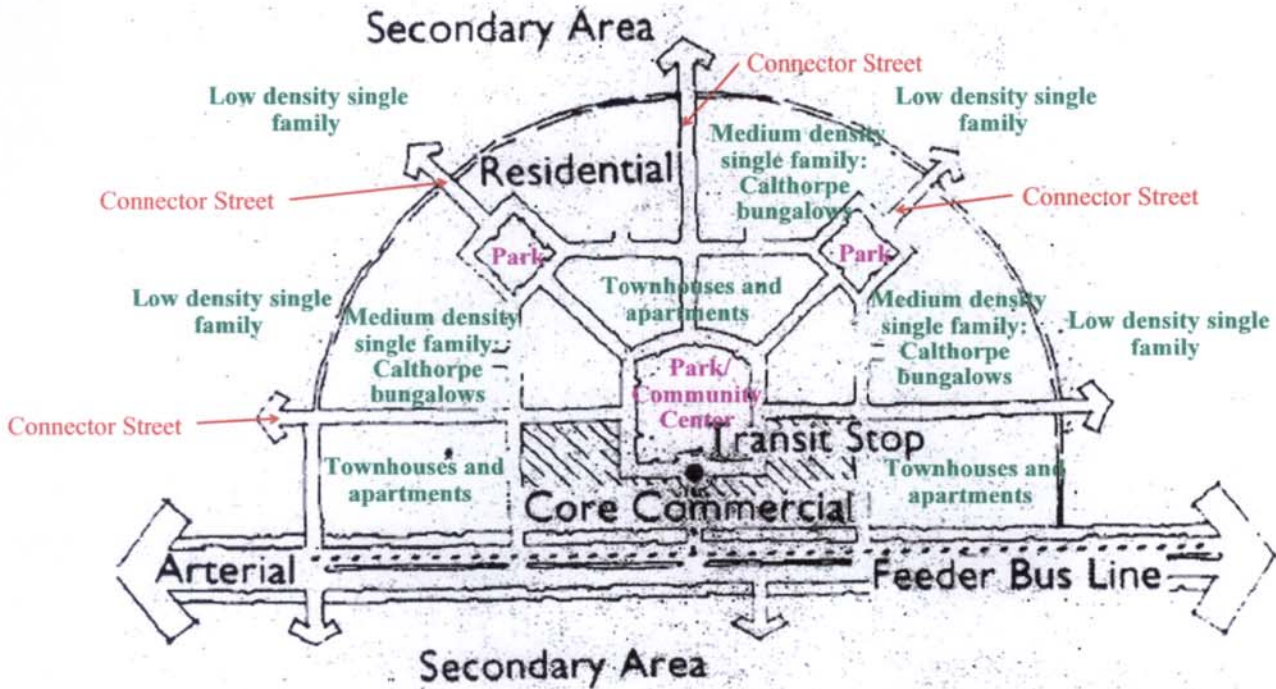 Secondary Area
Connector Street
Low density single
family
Low density single
family
Medium density
single family:
Calthorpe
bungalows
Residential
Connector Street
Connector Street
Park
Park
Townhouses and
apartments
Low density single
family
Medium density
single family:
Calthorpe
bungalows
Medium density
single family:
Calthorpe
bungalows
Low density single
family
Park/
Community
Center
Connector Street
Transit Stop
Townhouses and
apartments
Townhouses and
apartments
Core Commercial
Arterial
Feeder Bus Line
Secondary Area